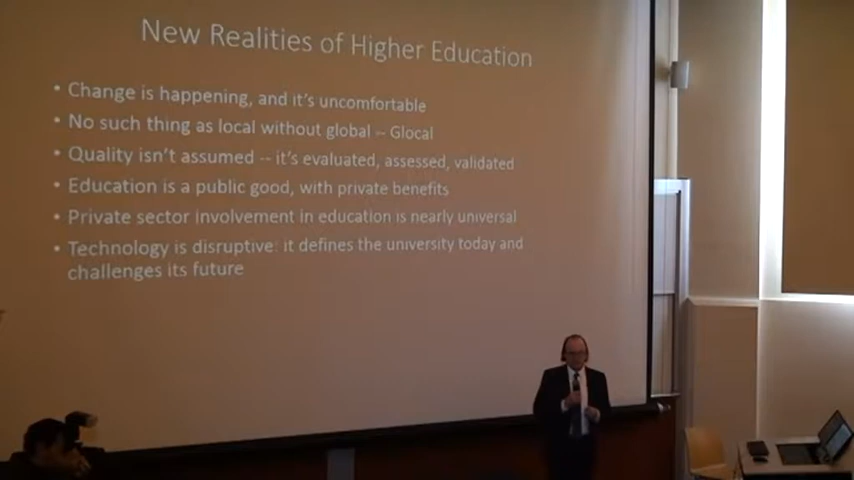 New Realities of Higher Education
• Change is happening, and it's uncomfortable
• No such thing as local without global -- Glocal
• Quality isn't assumed -- it's evaluated, assessed, validated
• Education is a public good, with private benefits
• Private sector involvement in education is nearly universal
• Technology is disruptive: it defines the university today and
challenges its future